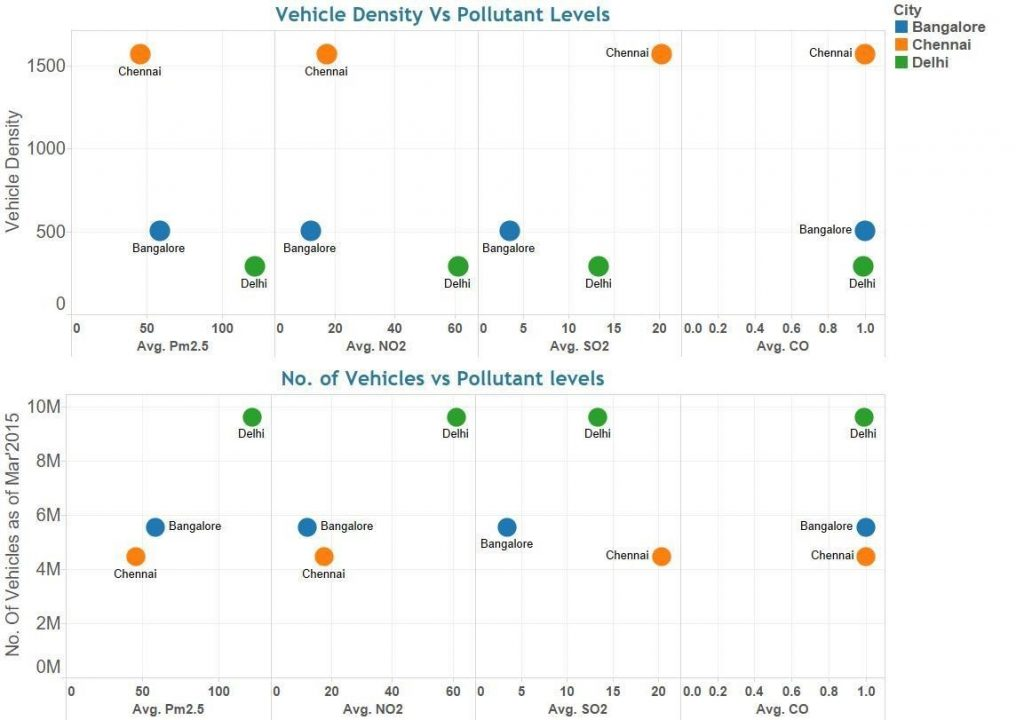 Vehicle Density Vs Pollutant Levels
City
Bangalore
Chennai
Delhi
Vehicle Density
1500
1000
500
0
Chennai
Chennai
Chennai
Chennai
Bangalore
Bangalore
Bangalore
Bangalore
Delhi
Delhi
Delhi
Delhi
0 50 100 0 20 40 60 0 5 10 15 20 0.0 0.2 0.4 0.6 0.8 1.0
Avg. Pm2.5 Avg. NO2 Avg. SO2 Avg. CO
No. of Vehicles vs Pollutant levels
No. Of Vehicles as of Mar'2015
10M
8M
6M
4M
2M
0M
Delhi
Delhi
Delhi
Delhi
Bangalore
Bangalore
Bangalore
Bangalore
Chennai
Chennai
Chennai
Chennai
0 50 100 0 20 40 60 0 5 10 15 20 0.0 0.2 0.4 0.6 0.8 1.0
Avg. Pm2.5 Avg. NO2 Avg. SO2 Avg. CO